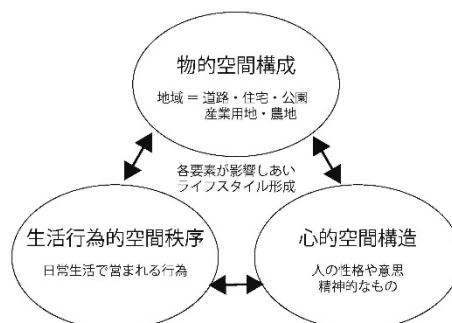 物的空間構成
地域 = 道路・住宅・公園
産業用地・農地
各要素が影響しあい
ライフスタイル形成
生活行為的空間秩序
日常生活で営まれる行為
心的空間構造
人の性格や意思
精神的なもの